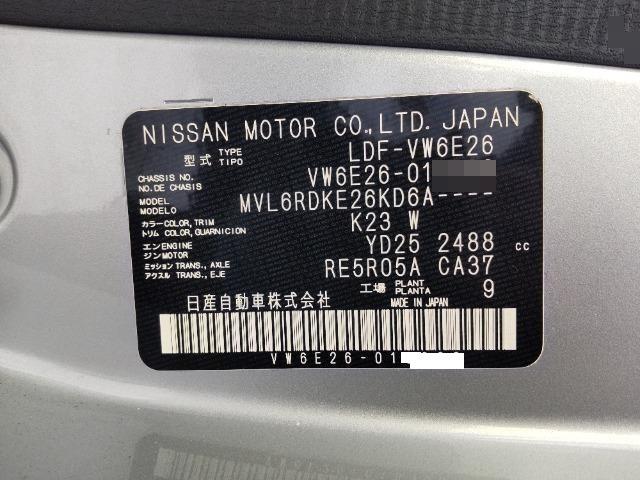 NISSAN MOTOR CO.,LTD. JAPAN
型式 TYPE TIPO LDF-VW6E26
CHASSIS NO. NO. DE CHASIS VW6E26-01
MODEL MODELO MVL6RDKE26KD6A----
カラー COLOR, TRIM トリム COLOR, GUARNICION K23 W
エンジン ENGINE MOTOR YD25 2488 cc
ミッション TRANS., AXLE アクスル TRANS., EJE RE5R05A CA37
工場 PLANT PLANTA 9
日産自動車株式会社 MADE IN JAPAN
VW6E26-01